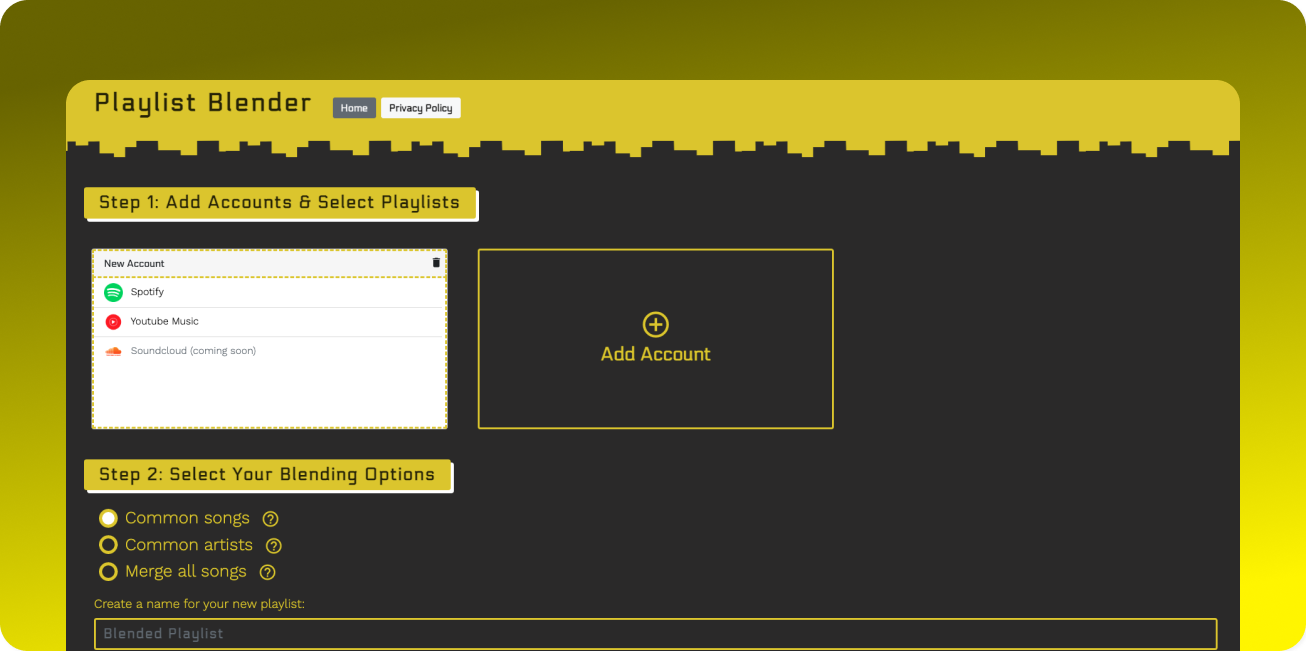 Playlist Blender
Home
Privacy Policy
Step 1: Add Accounts & Select Playlists
New Account
Spotify
Youtube Music
Soundcloud (coming soon)
Add Account
Step 2: Select Your Blending Options
Common songs
Common artists
Merge all songs
Create a name for your new playlist:
Blended Playlist